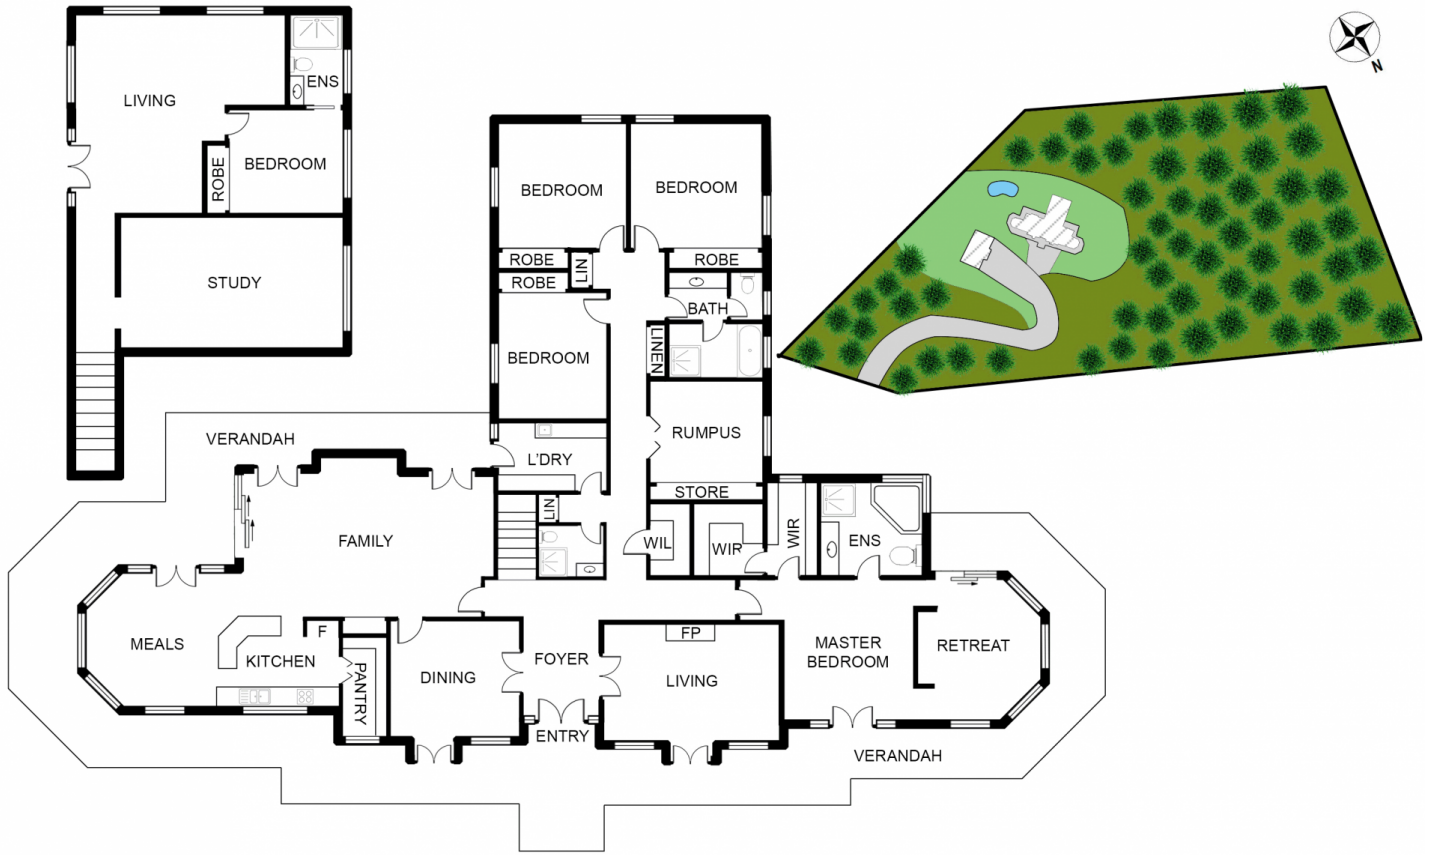 N
LIVING
ENS
BEDROOM
ROBE
STUDY
BEDROOM
BEDROOM
ROBE
LIN
ROBE
ROBE
BATH
BEDROOM
LINEN
RUMPUS
STORE
VERANDAH
L'DRY
LIN
WIL
WIR
WIR
ENS
FAMILY
MEALS
F
KITCHEN
PANTRY
DINING
FOYER
ENTRY
FP
LIVING
MASTER
BEDROOM
RETREAT
VERANDAH